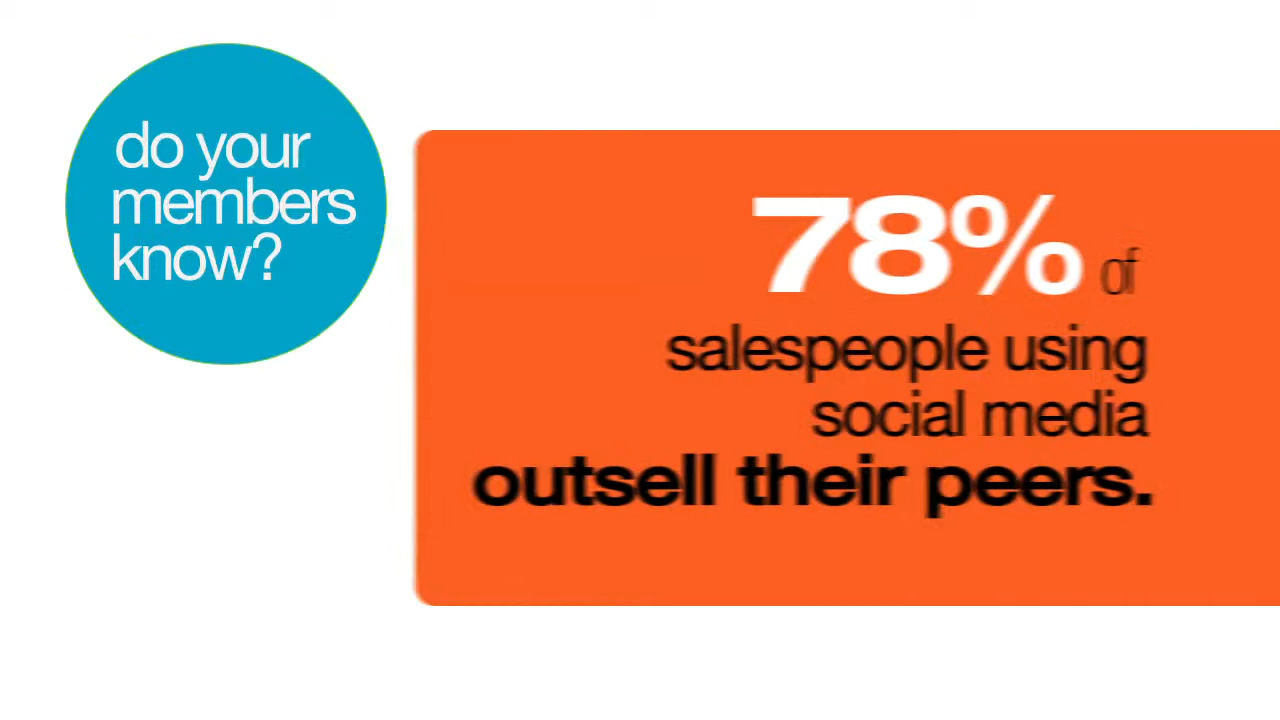 do your
members
know?
78% of
salespeople using
social media
outsell their peers.